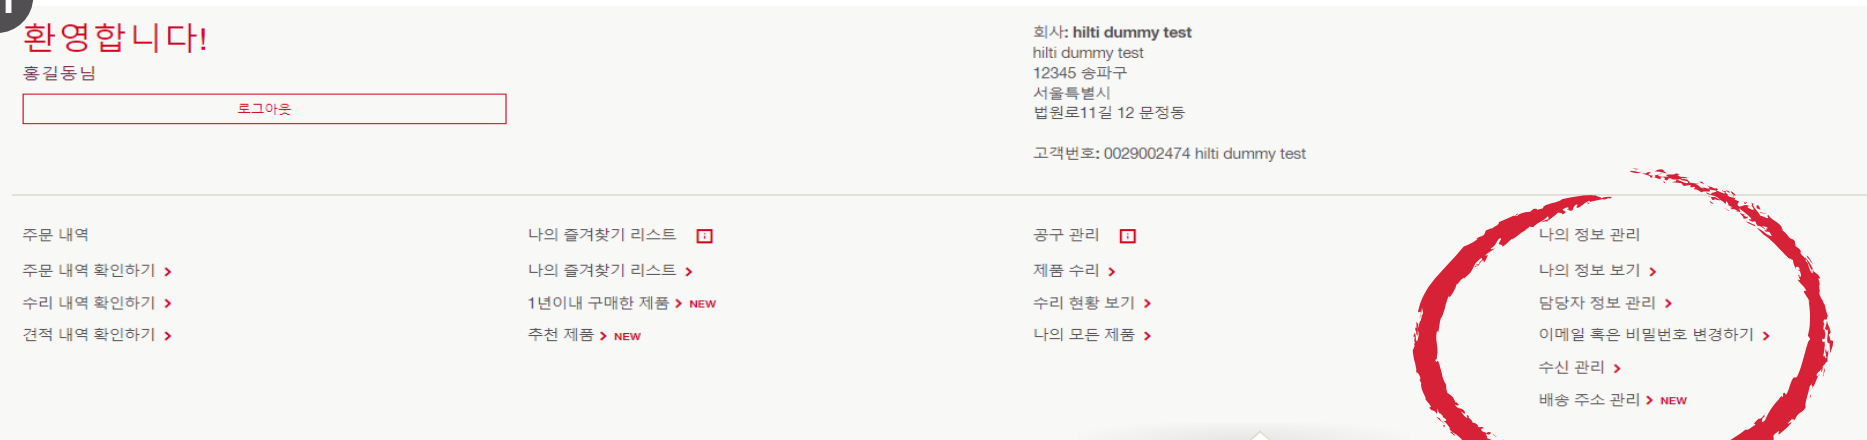 환영합니다!
홍길동님
로그아웃
회사: hilti dummy test
hilti dummy test
12345 송파구
서울특별시
법원로11길 12 문정동
고객번호: 0029002474 hilti dummy test
주문 내역
주문 내역 확인하기
수리 내역 확인하기
견적 내역 확인하기
나의 즐겨찾기 리스트
나의 즐겨찾기 리스트
1년이내 구매한 제품 NEW
추천 제품 NEW
공구 관리
제품 수리
수리 현황 보기
나의 모든 제품
나의 정보 관리
나의 정보 보기
담당자 정보 관리
이메일 혹은 비밀번호 변경하기
수신 관리
배송 주소 관리 NEW